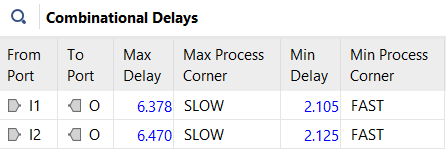 Combinational Delays
From Port To Port Max Delay Max Process Corner Min Delay Min Process Corner
I1 O 6.378 SLOW 2.105 FAST
I2 O 6.470 SLOW 2.125 FAST